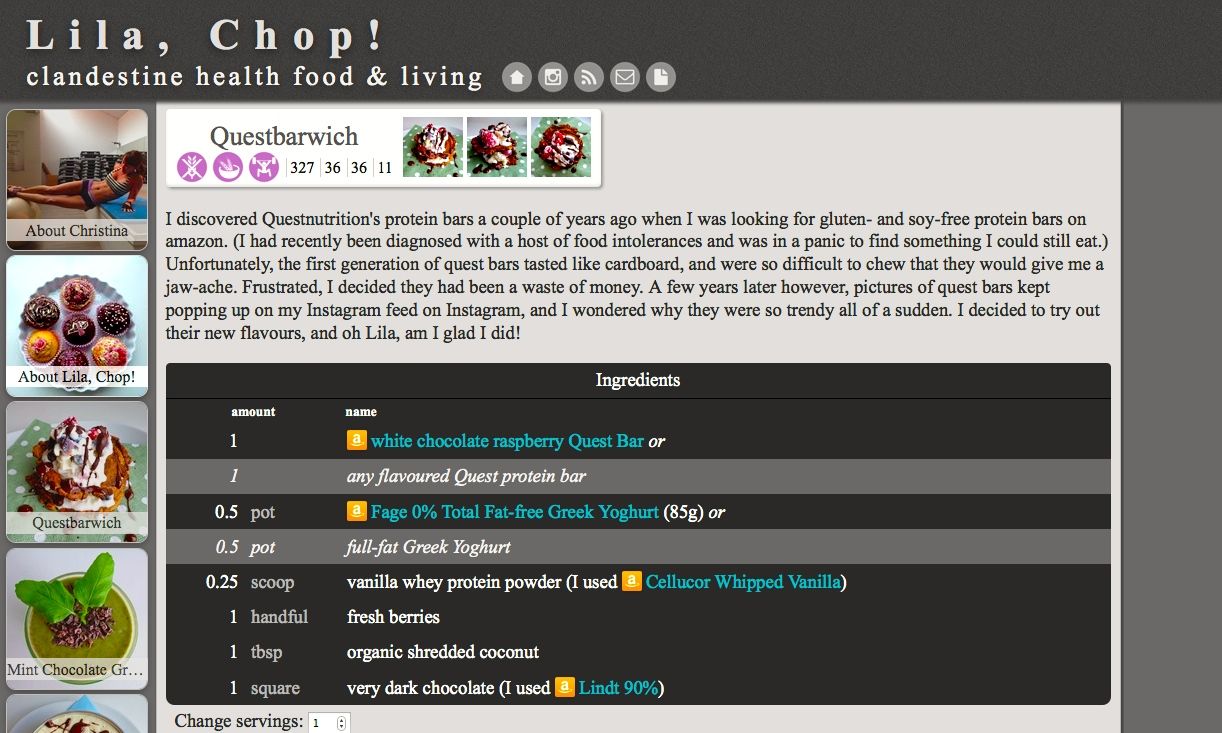 Lila, Chop!
clandestine health food & living
About Christina
About Lila, Chop!
Questbarwich
Mint Chocolate Gr…
Questbarwich
327 36 36 11
I discovered Questnutrition's protein bars a couple of years ago when I was looking for gluten- and soy-free protein bars on
amazon. (I had recently been diagnosed with a host of food intolerances and was in a panic to find something I could still eat.)
Unfortunately, the first generation of quest bars tasted like cardboard, and were so difficult to chew that they would give me a
jaw-ache. Frustrated, I decided they had been a waste of money. A few years later however, pictures of quest bars kept
popping up on my Instagram feed on Instagram, and I wondered why they were so trendy all of a sudden. I decided to try out
their new flavours, and oh Lila, am I glad I did!
Ingredients
amount name
1 a white chocolate raspberry Quest Bar or
1 any flavoured Quest protein bar
0.5 pot a Fage 0% Total Fat-free Greek Yoghurt (85g) or
0.5 pot full-fat Greek Yoghurt
0.25 scoop vanilla whey protein powder (I used a Cellucor Whipped Vanilla)
1 handful fresh berries
1 tbsp organic shredded coconut
1 square very dark chocolate (I used a Lindt 90%)
Change servings: 1